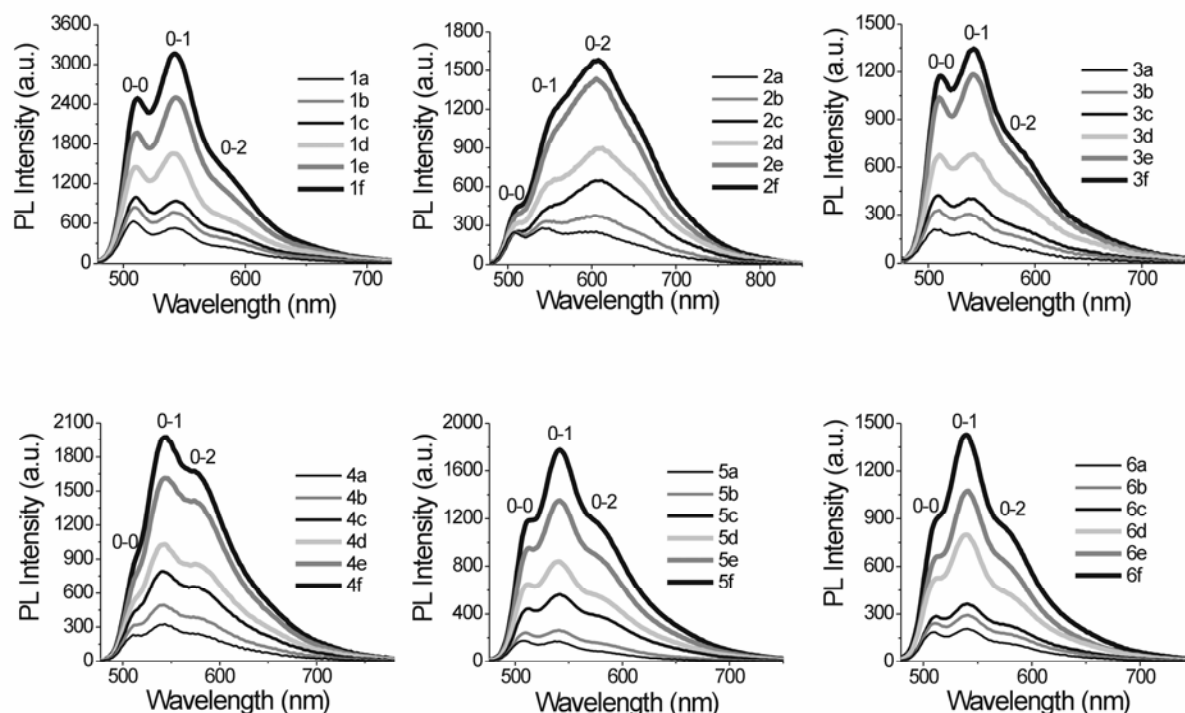 3600
3000
2400
1800
1200
600
0
PL Intensity (a.u.)
0-0
0-1
0-2
1a
1b
1c
1d
1e
1f
500
600
700
Wavelength (nm)
1800
1500
1200
900
600
300
0
PL Intensity (a.u.)
0-0
0-1
0-2
2a
2b
2c
2d
2e
2f
500
600
700
800
Wavelength (nm)
1500
1200
900
600
300
0
PL Intensity (a.u.)
0-0
0-1
0-2
3a
3b
3c
3d
3e
3f
500
600
700
Wavelength (nm)
2100
1800
1500
1200
900
600
300
0
PL Intensity (a.u.)
0-0
0-1
0-2
4a
4b
4c
4d
4e
4f
500
600
700
Wavelength (nm)
2000
1600
1200
800
400
0
PL Intensity (a.u.)
0-0
0-1
0-2
5a
5b
5c
5d
5e
5f
500
600
700
Wavelength (nm)
1500
1200
900
600
300
0
PL Intensity (a.u.)
0-0
0-1
0-2
6a
6b
6c
6d
6e
6f
500
600
700
Wavelength (nm)